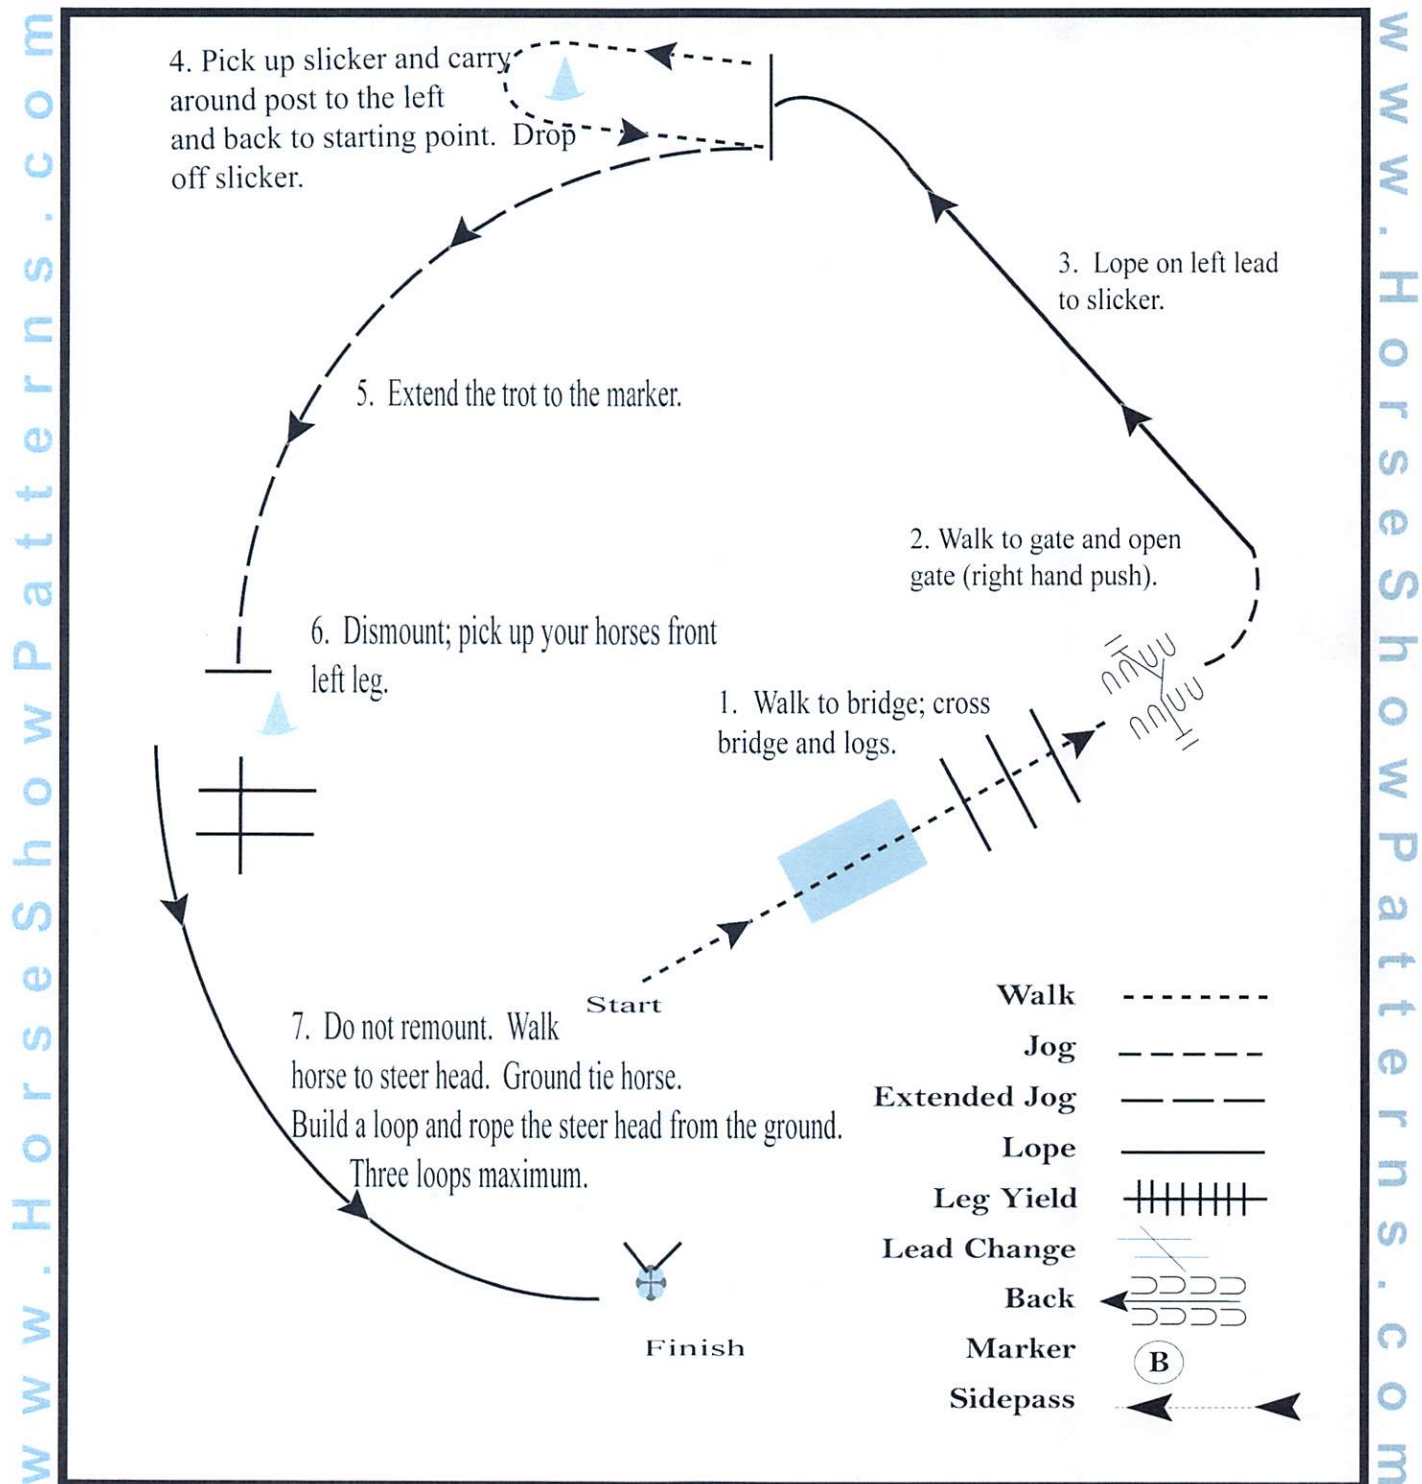 www.HorseShowPatterns.com
4. Pick up slicker and carry
around post to the left
and back to starting point.  Drop
off slicker.
3.  Lope on left lead
to slicker.
5.  Extend the trot to the marker.
2. Walk to gate and open
gate (right hand push).
6.  Dismount; pick up your horses front
left leg.
1.  Walk to bridge; cross
bridge and logs.
Start
7.  Do not remount.  Walk
horse to steer head.  Ground tie horse.
Build a loop and rope the steer head from the ground.
Three loops maximum.
Finish
Walk
Jog
Extended Jog
Lope
Leg Yield
Lead Change
Back
Marker B
Sidepass
www.HorseShowPatterns.com